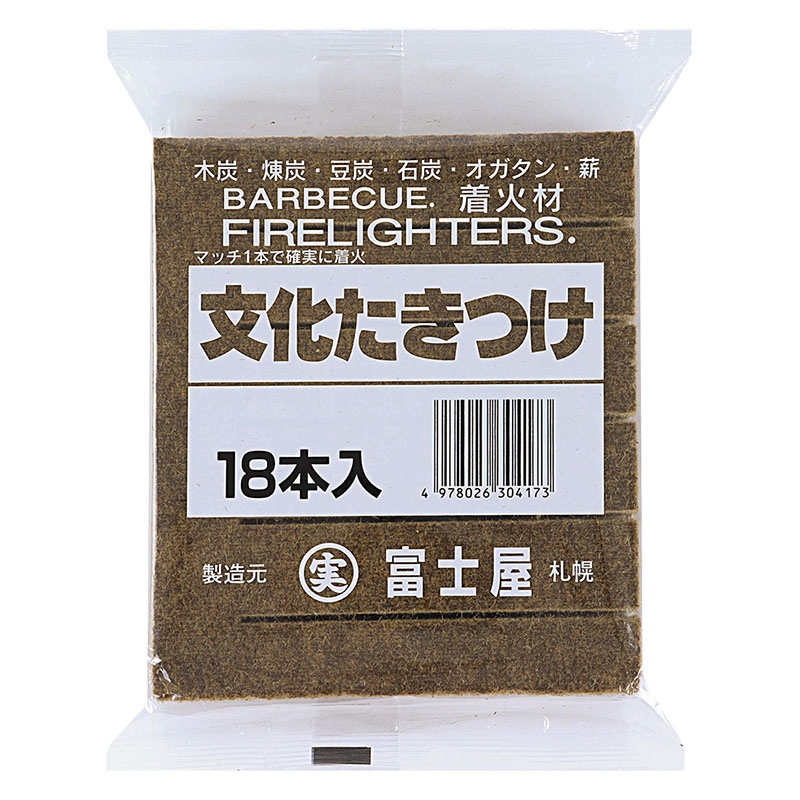 木炭・煉炭・豆炭・石炭・オガタン・薪
BARBECUE. 着火材
FIRELIGHTERS.
マッチ1本で確実に着火
文化たきつけ
18本入
4 978026 304173
製造元 実 富士屋 札幌